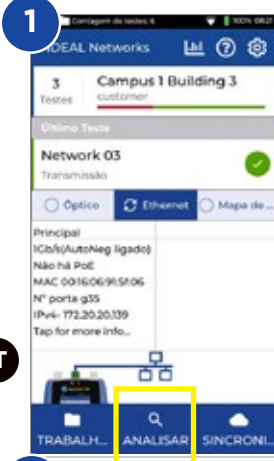 1
Contagem de testes: 6
100% 08:21
IDEAL Networks
3
Testes
Campus 1 Building 3
customer
Último Teste
Network 03
Transmissão
Óptico
Ethernet
Mapa de ...
Principal
1Gb/s(AutoNeg ligado)
Não há PoE
MAC 00:16:06:91:5f:06
Nº porta g35
IPv4- 172.20.20.139
Tap for more info...
T
TRABALH...
ANALISAR
SINCRONI...